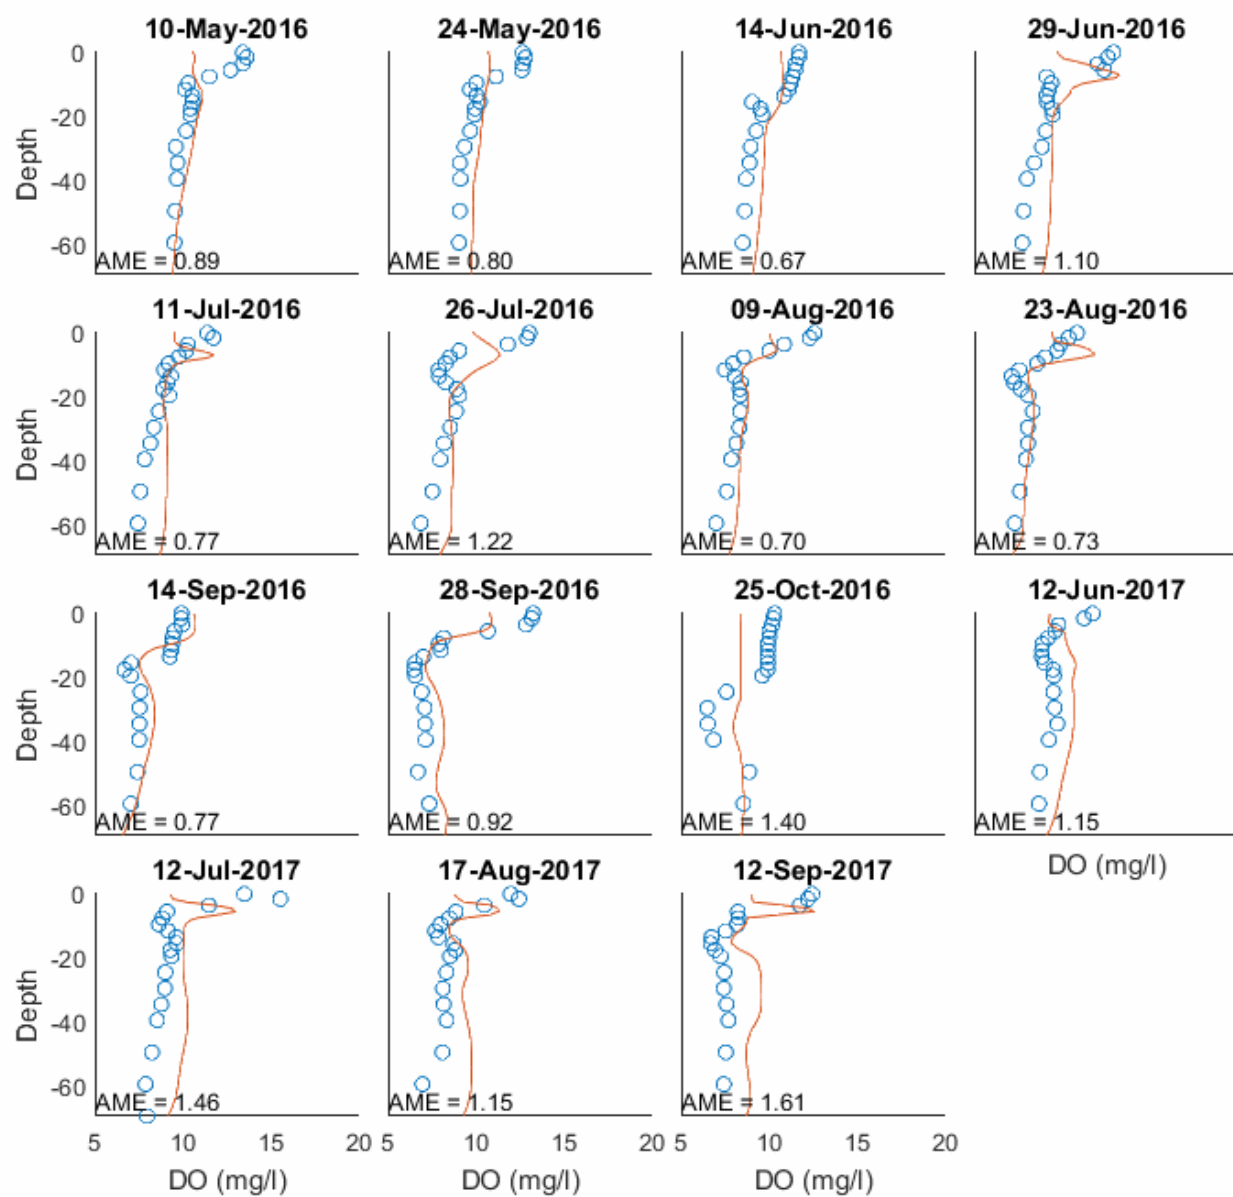 10-May-2016 24-May-2016 14-Jun-2016 29-Jun-2016
0
-20
-40
-60
Depth
AME = 0.89 AME = 0.80 AME = 0.67 AME = 1.10
11-Jul-2016 26-Jul-2016 09-Aug-2016 23-Aug-2016
0
-20
-40
-60
Depth
AME = 0.77 AME = 1.22 AME = 0.70 AME = 0.73
14-Sep-2016 28-Sep-2016 25-Oct-2016 12-Jun-2017
0
-20
-40
-60
Depth
AME = 0.77 AME = 0.92 AME = 1.40 AME = 1.15
DO (mg/l)
12-Jul-2017 17-Aug-2017 12-Sep-2017
0
-20
-40
-60
Depth
AME = 1.46 AME = 1.15 AME = 1.61
5 10 15 20 5 10 15 20 5 10 15 20
DO (mg/l) DO (mg/l) DO (mg/l)